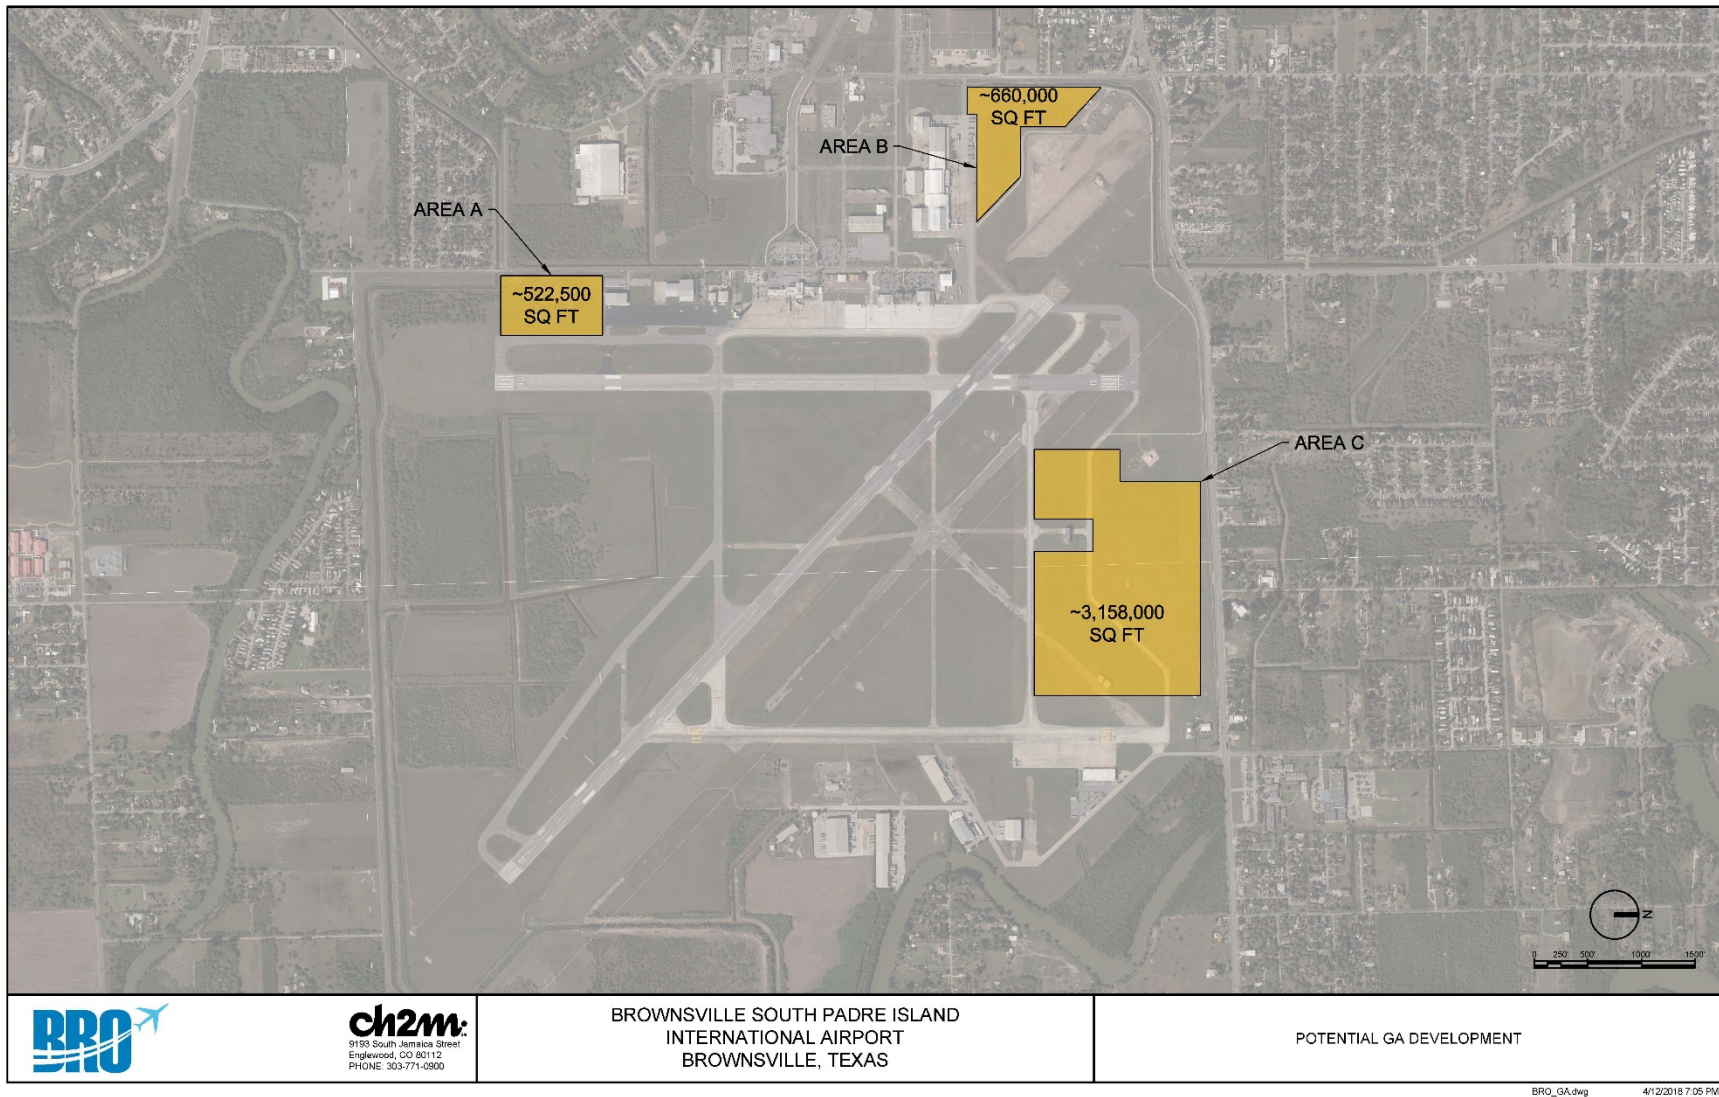 ~660,000
SQ FT
AREA B
AREA A
~522,500
SQ FT
AREA C
~3,158,000
SQ FT
N
0 250' 500' 1000' 1500'
BRO
ch2m:
9193 South Jamaica Street
Englewood, CO 80112
PHONE: 303-771-0900
BROWNSVILLE SOUTH PADRE ISLAND
INTERNATIONAL AIRPORT
BROWNSVILLE, TEXAS
POTENTIAL GA DEVELOPMENT
BRO_GA.dwg 4/12/2018 7:05 PM